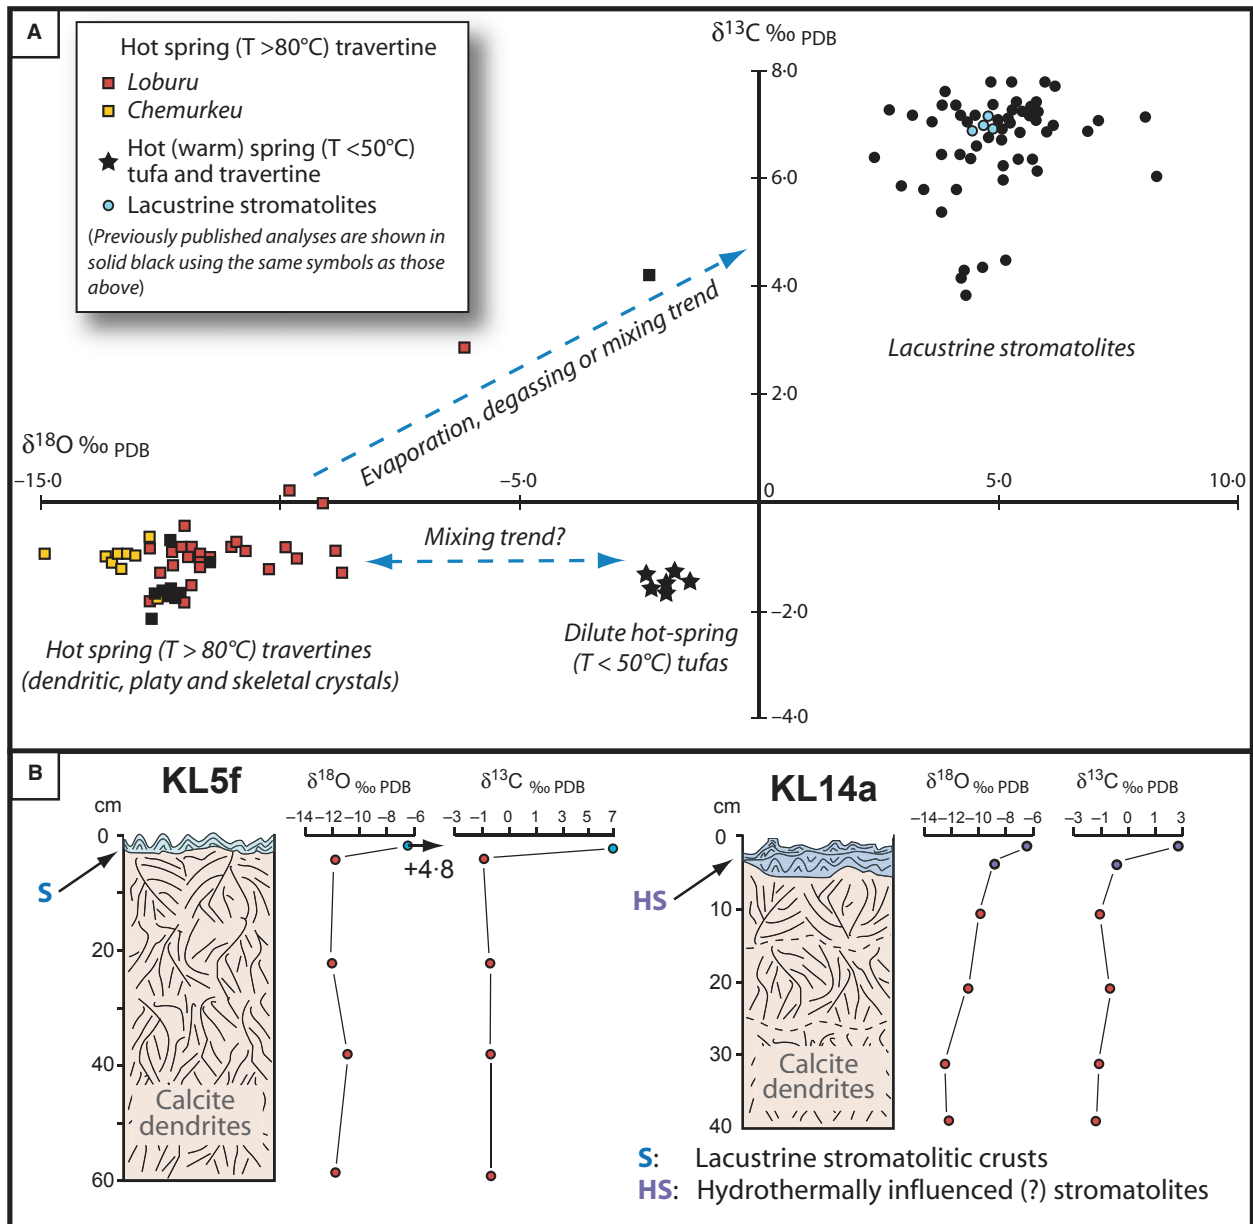 A
Hot spring (T >80°C) travertine
Loburu
Chemurkeu
Hot (warm) spring (T <50°C)
tufa and travertine
Lacustrine stromatolites
(Previously published analyses are shown in
solid black using the same symbols as those
above)
δ¹³C ‰ PDB
8·0
6·0
4·0
2·0
0
−2·0
−4·0
δ¹⁸O ‰ PDB
−15·0
−5·0
5·0
10·0
Lacustrine stromatolites
Evaporation, degassing or mixing trend
Mixing trend?
Hot spring (T > 80°C) travertines
(dendritic, platy and skeletal crystals)
Dilute hot-spring
(T < 50°C) tufas
B
KL5f
cm
0
20
40
60
S
Calcite
dendrites
δ¹⁸O ‰ PDB
−14 −12 −10 −8 −6
+4·8
δ¹³C ‰ PDB
−3 −1 0 1 3 5 7
KL14a
cm
0
10
20
30
40
HS
Calcite
dendrites
δ¹⁸O ‰ PDB
−14 −12 −10 −8 −6
δ¹³C ‰ PDB
−3 −1 0 1 3
S: Lacustrine stromatolitic crusts
HS: Hydrothermally influenced (?) stromatolites